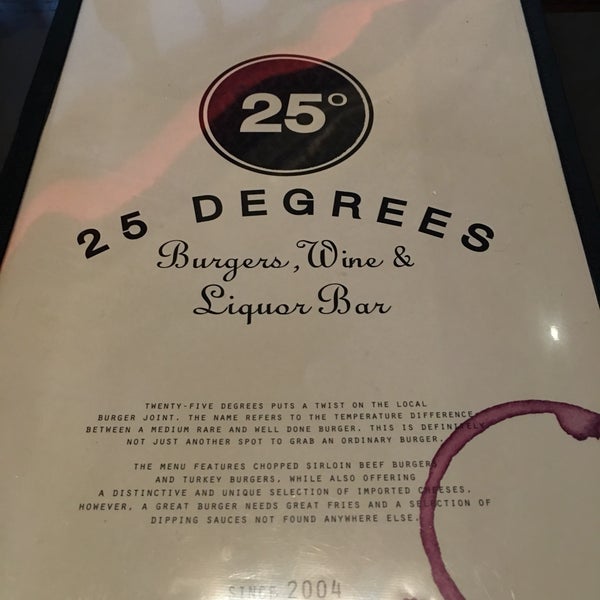 25°
25 DEGREES
Burgers, Wine &
Liquor Bar
TWENTY-FIVE DEGREES PUTS A TWIST ON THE LOCAL
BURGER JOINT. THE NAME REFERS TO THE TEMPERATURE DIFFERENCE
BETWEEN A MEDIUM RARE AND WELL DONE BURGER. THIS IS DEFINITELY
NOT JUST ANOTHER SPOT TO GRAB AN ORDINARY BURGER.
THE MENU FEATURES CHOPPED SIRLOIN BEEF BURGERS
AND TURKEY BURGERS, WHILE ALSO OFFERING
A DISTINCTIVE AND UNIQUE SELECTION OF IMPORTED CHEESES.
HOWEVER, A GREAT BURGER NEEDS GREAT FRIES AND A SELECTION OF
DIPPING SAUCES NOT FOUND ANYWHERE ELSE.
SINCE 2004